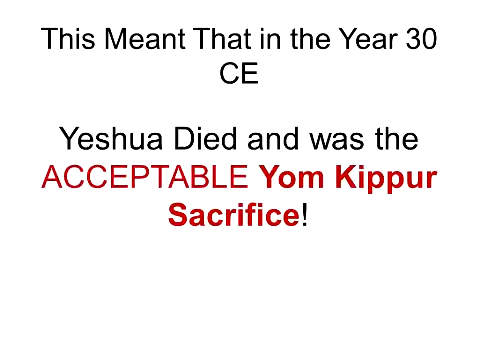 This Meant That in the Year 30
CE
Yeshua Died and was the
ACCEPTABLE Yom Kippur
Sacrifice!